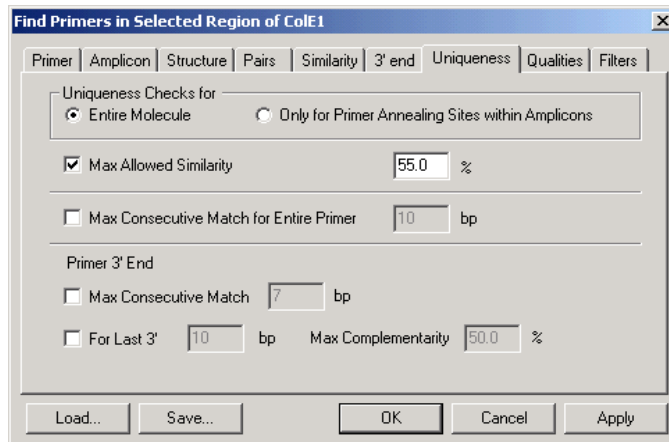 Find Primers in Selected Region of ColE1
Primer Amplicon Structure Pairs Similarity 3' end Uniqueness Qualities Filters
Uniqueness Checks for
Entire Molecule Only for Primer Annealing Sites within Amplicons
Max Allowed Similarity 55.0 %
Max Consecutive Match for Entire Primer 10 bp
Primer 3' End
Max Consecutive Match 7 bp
For Last 3' 10 bp Max Complementarity 50.0 %
Load... Save... OK Cancel Apply